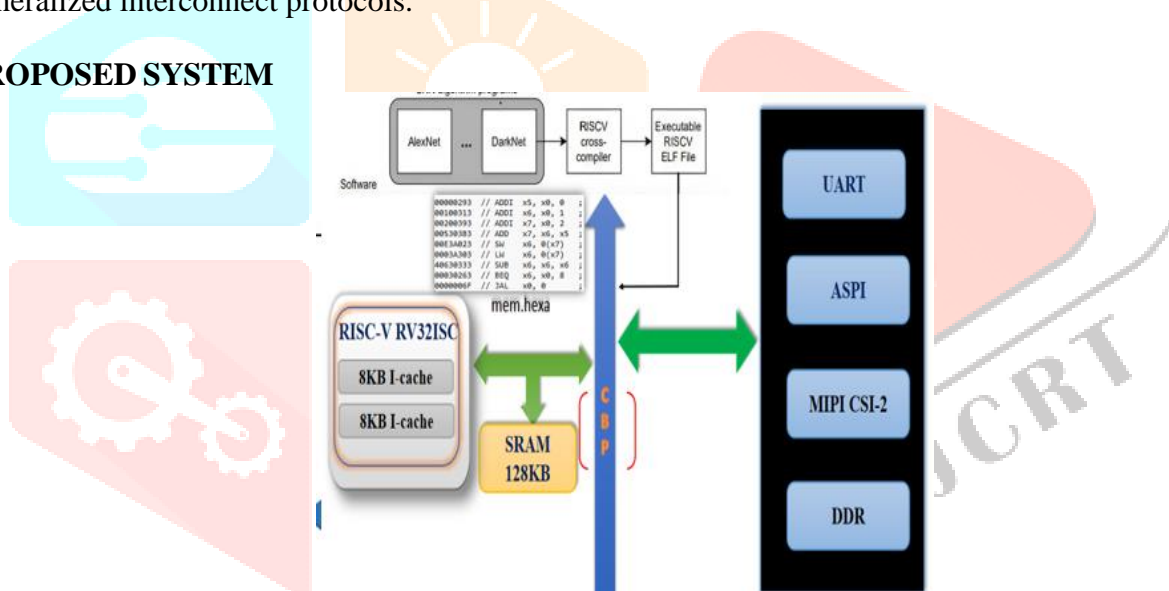 neralized interconnect protocols.
ROPOSED SYSTEM
programs
AlexNet
...
DarkNet
RISCV
cross-
compiler
Executable
RISCV
ELF File
Software
00000293 // ADDI x5, x0, 0 ;
00100313 // ADDI x6, x0, 1 ;
00200393 // ADDI x7, x0, 2 ;
00530383 // ADD x7, x6, x5 ;
00E3A023 // SW x6, 0(x7) ;
0003A303 // LW x6, 0(x7) ;
40630333 // SUB x6, x6, x6 ;
00030263 // BEQ x6, x0, 8 ;
0000006F // JAL x0, 0 ;
mem.hexa
RISC-V RV32ISC
8KB I-cache
8KB I-cache
SRAM
128KB
C
B
P
UART
ASPI
MIPI CSI-2
DDR
IJCRT